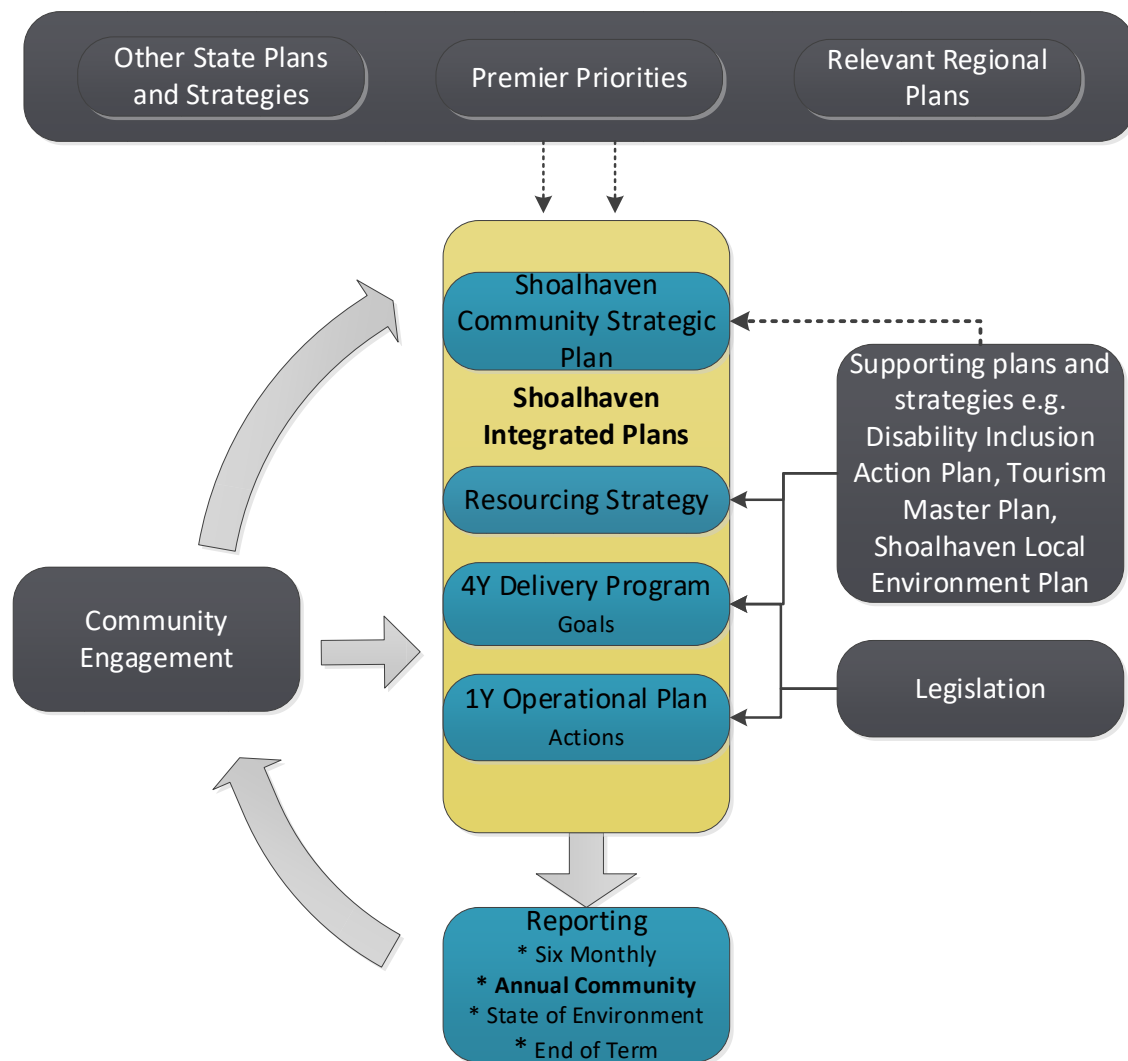 Other State Plans
and Strategies
Premier Priorities
Relevant Regional
Plans
Shoalhaven
Community Strategic
Plan
Shoalhaven
Integrated Plans
Resourcing Strategy
4Y Delivery Program
Goals
1Y Operational Plan
Actions
Supporting plans and
strategies e.g.
Disability Inclusion
Action Plan, Tourism
Master Plan,
Shoalhaven Local
Environment Plan
Legislation
Community
Engagement
Reporting
* Six Monthly
* Annual Community
* State of Environment
* End of Term